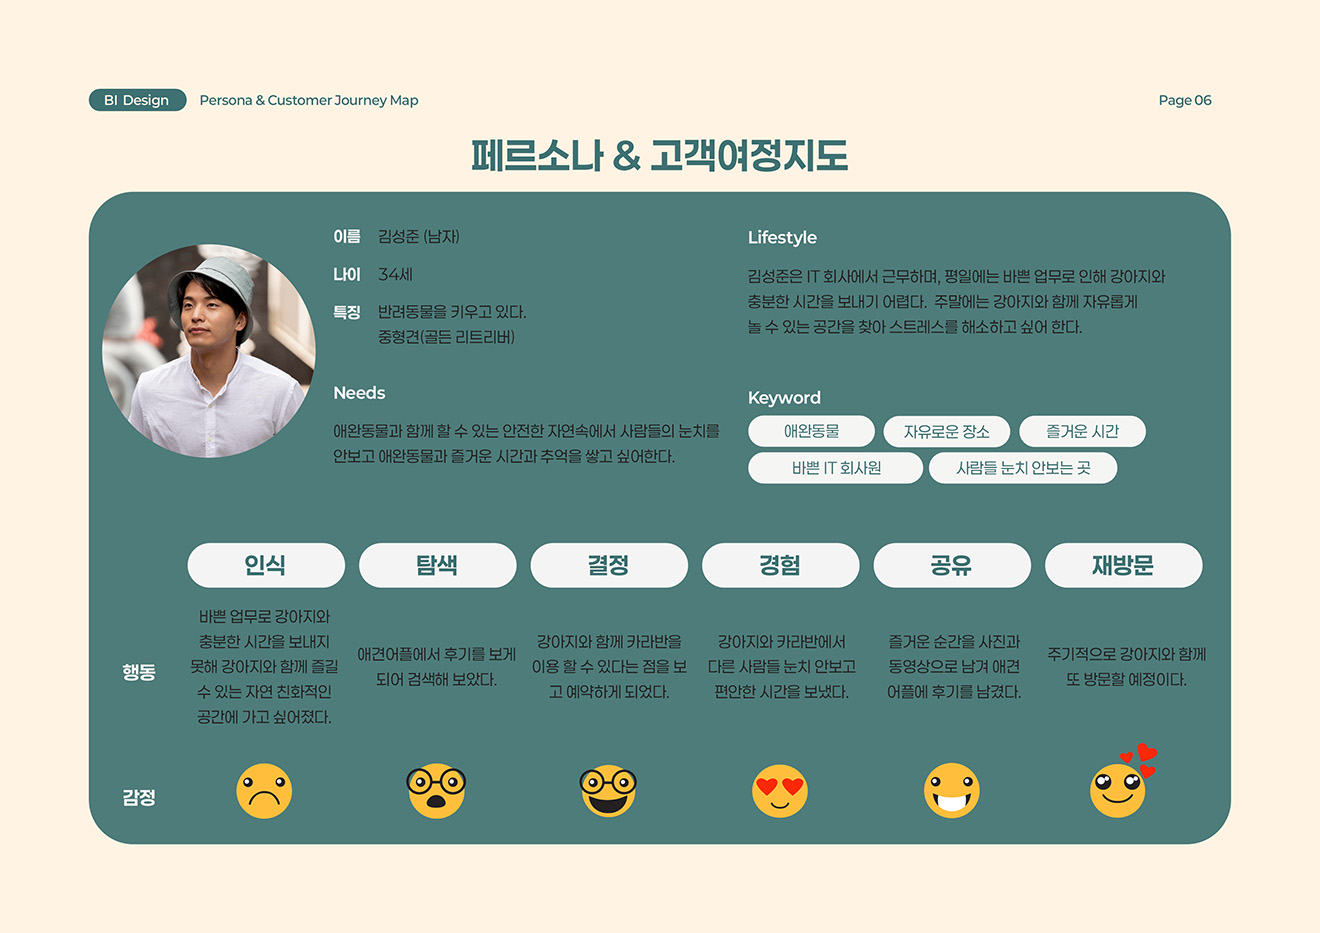 BI Design
Persona & Customer Journey Map
Page 06
페르소나 & 고객여정지도
이름 김성준 (남자)
나이 34세
특징 반려동물을 키우고 있다.
중형견(골든 리트리버)
Needs
애완동물과 함께 할 수 있는 안전한 자연속에서 사람들의 눈치를
안보고 애완동물과 즐거운 시간과 추억을 쌓고 싶어한다.
Lifestyle
김성준은 IT 회사에서 근무하며, 평일에는 바쁜 업무로 인해 강아지와
충분한 시간을 보내기 어렵다. 주말에는 강아지와 함께 자유롭게
놀 수 있는 공간을 찾아 스트레스를 해소하고 싶어 한다.
Keyword
애완동물
자유로운 장소
즐거운 시간
바쁜 IT 회사원
사람들 눈치 안보는 곳
인식
탐색
결정
경험
공유
재방문
행동
바쁜 업무로 강아지와
충분한 시간을 보내지
못해 강아지와 함께 즐길
수 있는 자연 친화적인
공간에 가고 싶어졌다.
애견어플에서 후기를 보게
되어 검색해 보았다.
강아지와 함께 카라반을
이용 할 수 있다는 점을 보
고 예약하게 되었다.
강아지와 카라반에서
다른 사람들 눈치 안보고
편안한 시간을 보냈다.
즐거운 순간을 사진과
동영상으로 남겨 애견
어플에 후기를 남겼다.
주기적으로 강아지와 함께
또 방문할 예정이다.
감정